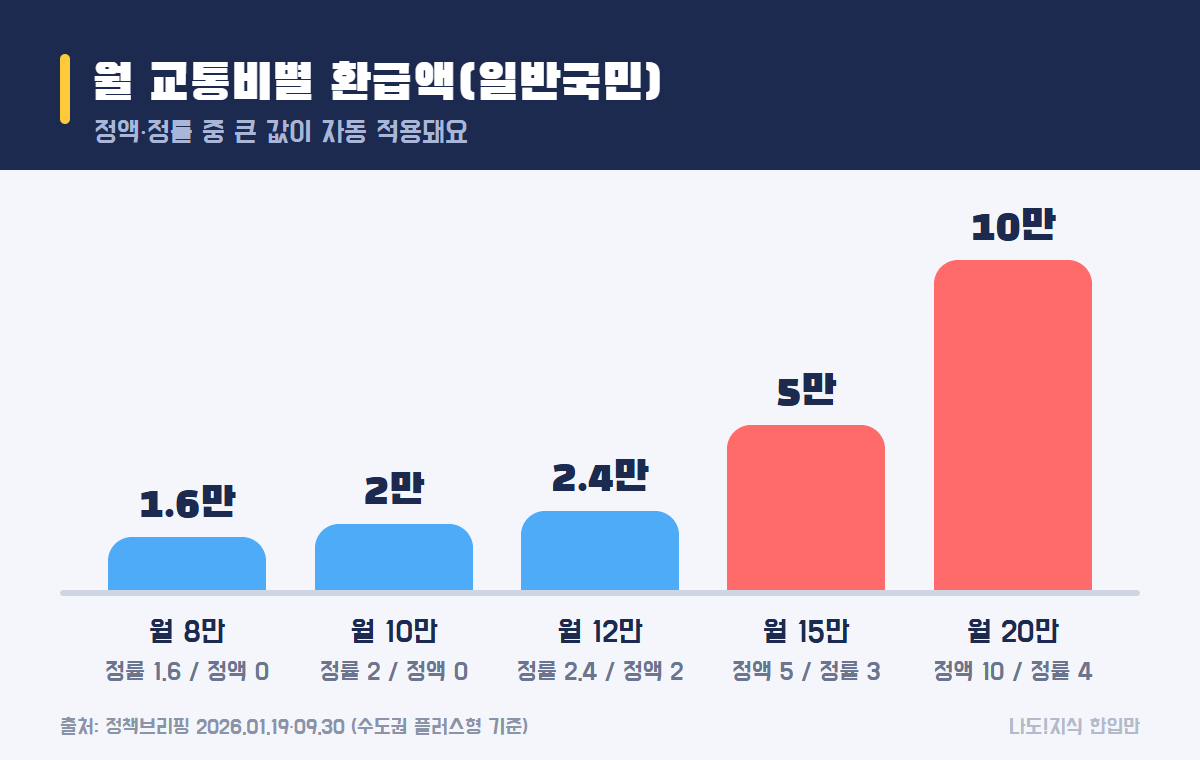 월 교통비별 환급액(일반국민)
정액·정률 중 큰 값이 자동 적용돼요
1.6만
2만
2.4만
5만
10만
월 8만
월 10만
월 12만
월 15만
월 20만
정률 1.6 / 정액 0
정률 2 / 정액 0
정률 2.4 / 정액 2
정액 5 / 정률 3
정액 10 / 정률 4
출처: 정책브리핑 2026.01.19·09.30 (수도권 플러스형 기준)
나도!지식 한입만